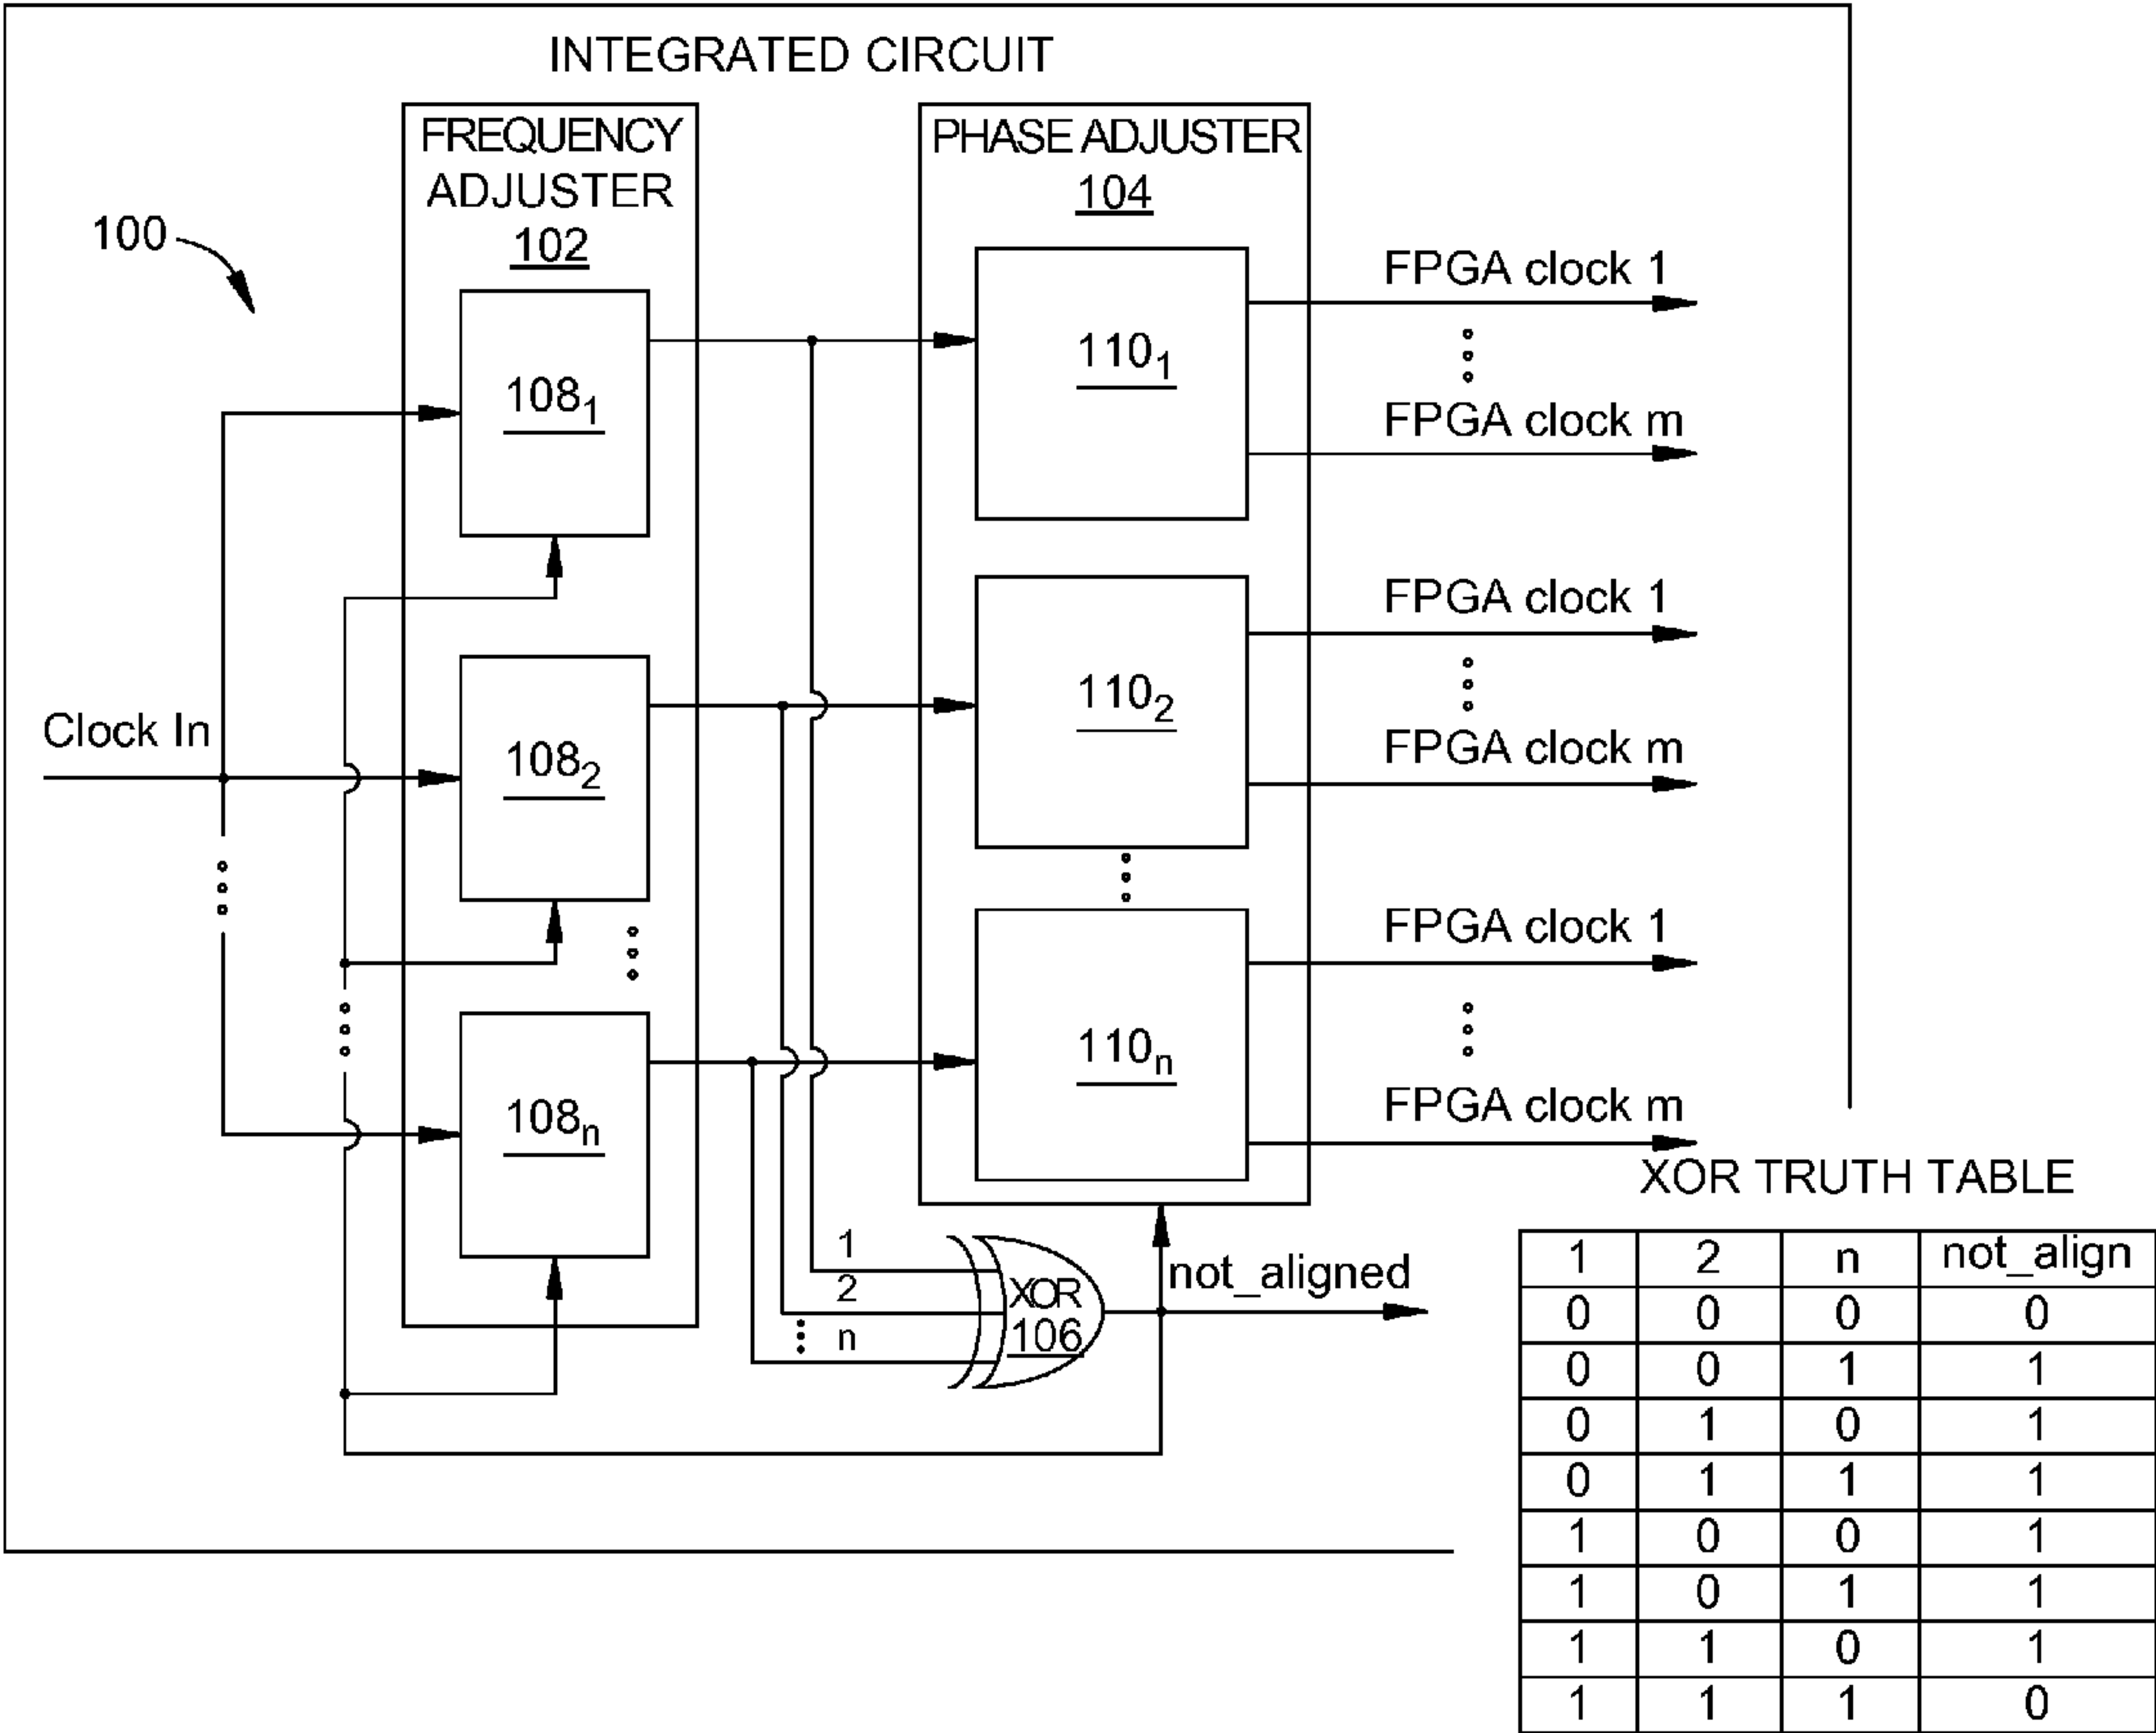 INTEGRATED CIRCUIT
FREQUENCY
ADJUSTER
102
PHASE ADJUSTER
104
100
108₁
110₁
FPGA clock 1
FPGA clock m
Clock In
108₂
110₂
FPGA clock 1
FPGA clock m
108ₙ
110ₙ
FPGA clock 1
FPGA clock m
1
2
n
XOR
106
not_aligned
XOR TRUTH TABLE
1 2 n not_align
0 0 0 0
0 0 1 1
0 1 0 1
0 1 1 1
1 0 0 1
1 0 1 1
1 1 0 1
1 1 1 0